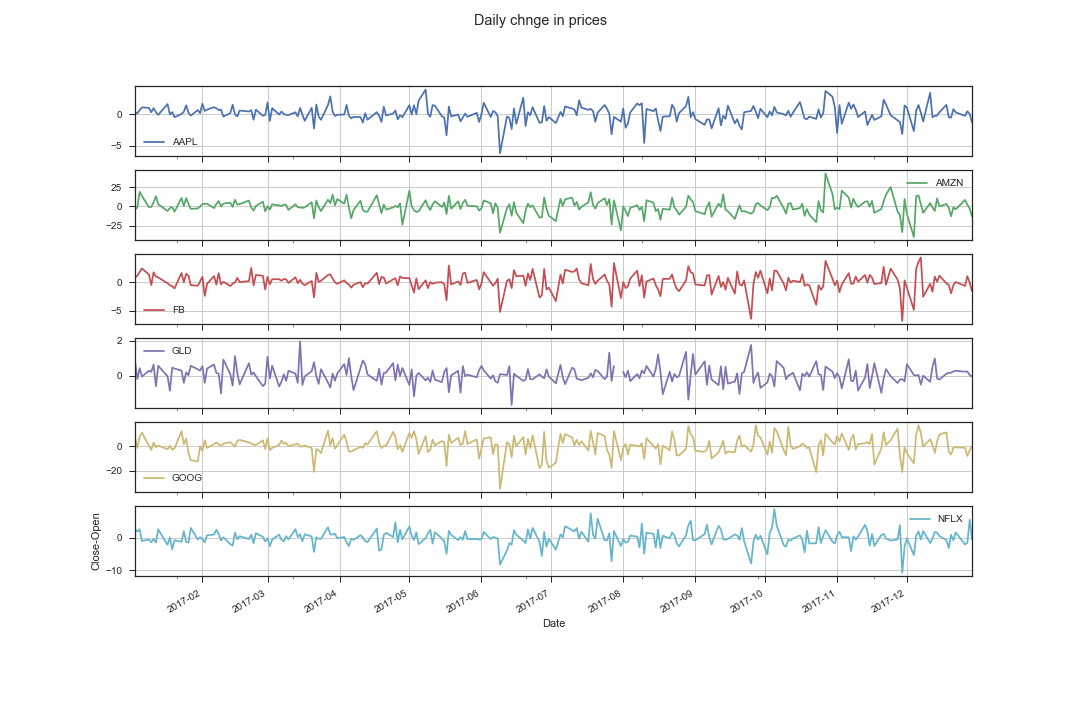 Daily chnge in prices
0
−5
AAPL
25
0
−25
AMZN
0
−5
FB
2
0
GLD
0
−20
GOOG
0
−10
NFLX
Close-Open
2017-02
2017-03
2017-04
2017-05
2017-06
2017-07
2017-08
2017-09
2017-10
2017-11
2017-12
Date